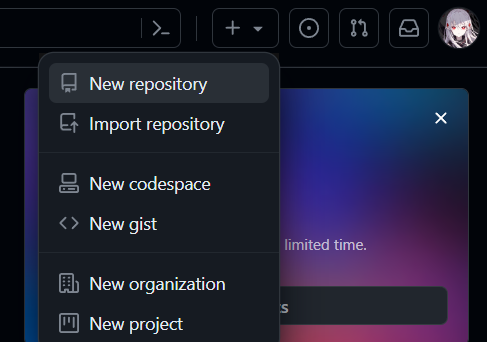 New repository
Import repository
New codespace
New gist
limited time.
New organization
New project